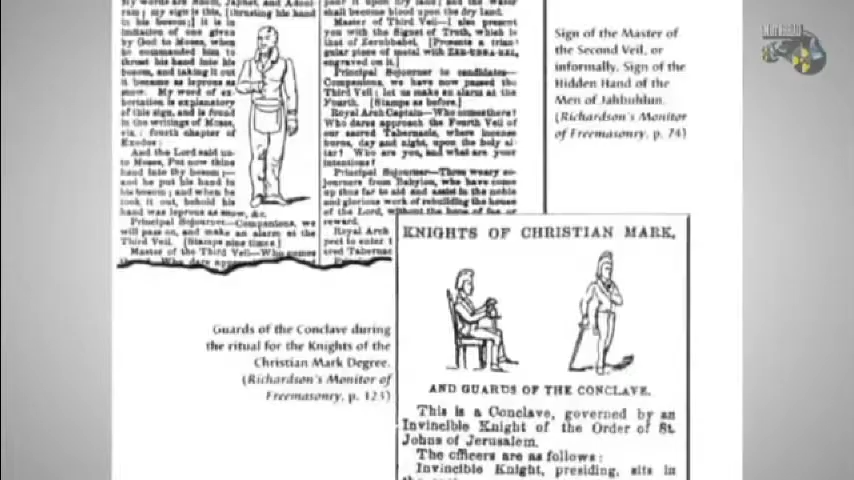 My words are Shem, Japhet, and Adoni-
ram; my sign is this, [thrusting his hand
in his bosom;] it is in
imitation of one given
by God to Moses, when
he commanded him to
thrust his hand into his
bosom, and taking it out
it became as leprous as
snow. My word of ex-
hortation is explanatory
of this sign, and is found
in the writings of Moses,
viz.: fourth chapter of
Exodus:
And the Lord said un-
to Moses, Put now thine
hand into thy bosom;—
and he put his hand in
his bosom; and when he
took it out, behold his
hand was leprous as snow, &c.
Principal Sojourner—Companions, we
will pass on, and make an alarm at the
Third Veil. [Stamps nine times]
Master of the Third Veil—Who comes
there? Who dares
pour it upon dry land; and the water
shall become blood upon the dry land.
Master of Third Veil—I also present
you with the Signet of Truth, which is
that of Zerubbabel. [Presents a trian-
gular piece of metal with
engraved on it.]
Principal Sojourner to candidates—
Companions, we have now passed the
Third Veil; let us make an alarm at the
Fourth. [Stamps as before.]
Royal Arch Captain—Who comes there?
Who dares approach the Fourth Veil of
our sacred Tabernacle, where incense
burns, day and night, upon the holy al-
tar? Who are you, and what are your
intentions?
Principal Sojourner—Three weary so-
journers from Babylon, who have come
up thus far to aid and assist in the noble
and glorious work of rebuilding the house
of the Lord, without the hope of fee or
reward.
Royal Arch
pect to enter t
ered Tabernac
Sign of the Master of
the Second Veil, or
informally, Sign of the
Hidden Hand of the
Men of Jahbuhlun.
(Richardson's Monitor
of Freemasonry, p. 74)
Guards of the Conclave during
the ritual for the Knights of the
Christian Mark Degree.
(Richardson's Monitor of
Freemasonry, p. 123)
KNIGHTS OF CHRISTIAN MARK,
AND GUARDS OF THE CONCLAVE.
This is a Conclave, governed by an
Invincible Knight of the Order of St.
Johns of Jerusalem.
The officers are as follows:
Invincible Knight, presiding, sits in